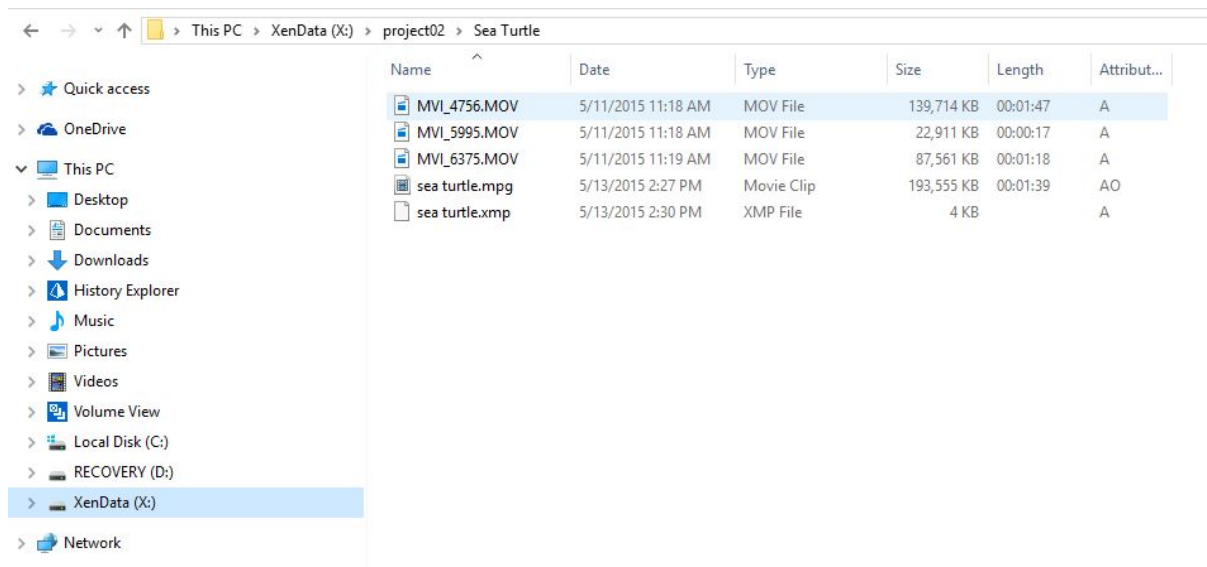 This PC > XenData (X:) > project02 > Sea Turtle
Name Date Type Size Length Attribut...
Quick access
OneDrive
This PC
Desktop
Documents
Downloads
History Explorer
Music
Pictures
Videos
Volume View
Local Disk (C:)
RECOVERY (D:)
XenData (X:)
Network
MVI_4756.MOV 5/11/2015 11:18 AM MOV File 139,714 KB 00:01:47 A
MVI_5995.MOV 5/11/2015 11:18 AM MOV File 22,911 KB 00:00:17 A
MVI_6375.MOV 5/11/2015 11:19 AM MOV File 87,561 KB 00:01:18 A
sea turtle.mpg 5/13/2015 2:27 PM Movie Clip 193,555 KB 00:01:39 AO
sea turtle.xmp 5/13/2015 2:30 PM XMP File 4 KB A